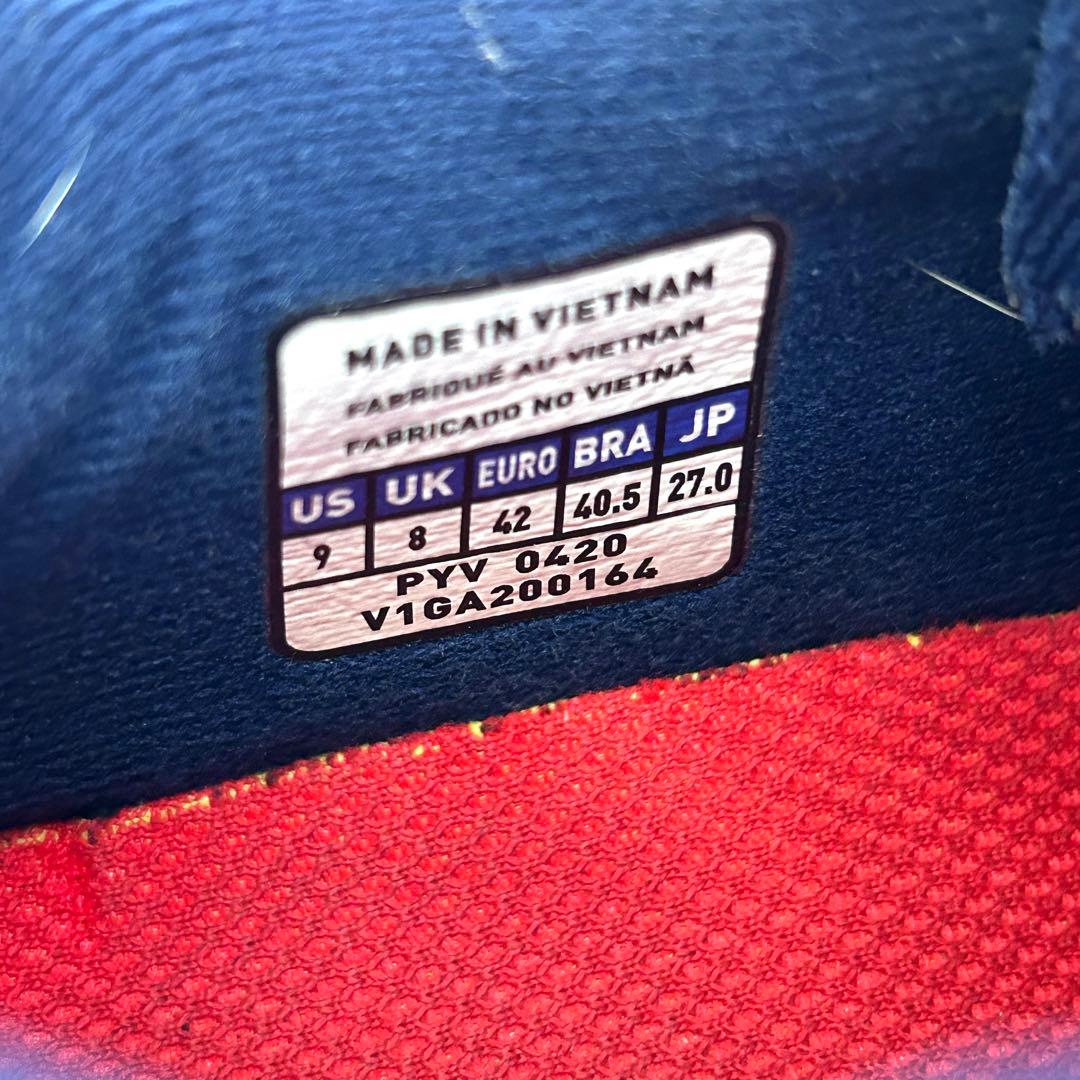 MADE IN VIETNAM
FABRIQUÉ AU VIETNAM
FABRICADO NO VIETNÃ
US UK EURO BRA JP
9 8 42 40.5 27.0
PYV 0420
V1GA200164